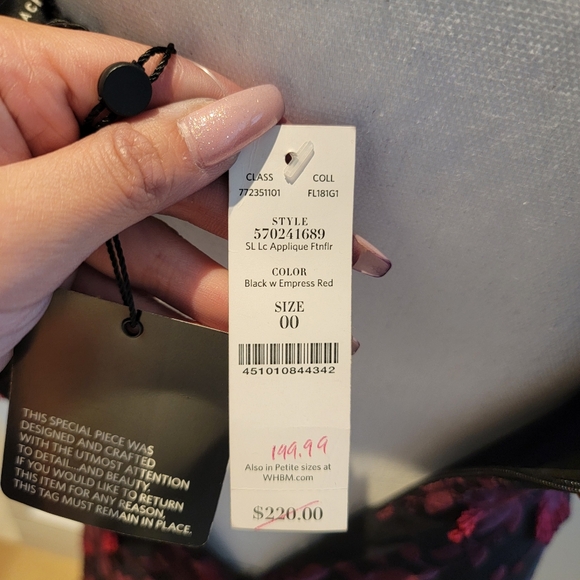 CLASS COLL
772351101 FL181G1
STYLE
570241689
SL Lc Applique Ftnflr
COLOR
Black w Empress Red
SIZE
00
451010844342
199.99
Also in Petite sizes at
WHBM.com
$220.00
THIS SPECIAL PIECE WAS
DESIGNED AND CRAFTED
WITH THE UTMOST ATTENTION
TO DETAIL...AND BEAUTY.
IF YOU WOULD LIKE TO RETURN
THIS ITEM FOR ANY REASON,
THIS TAG MUST REMAIN IN PLACE.